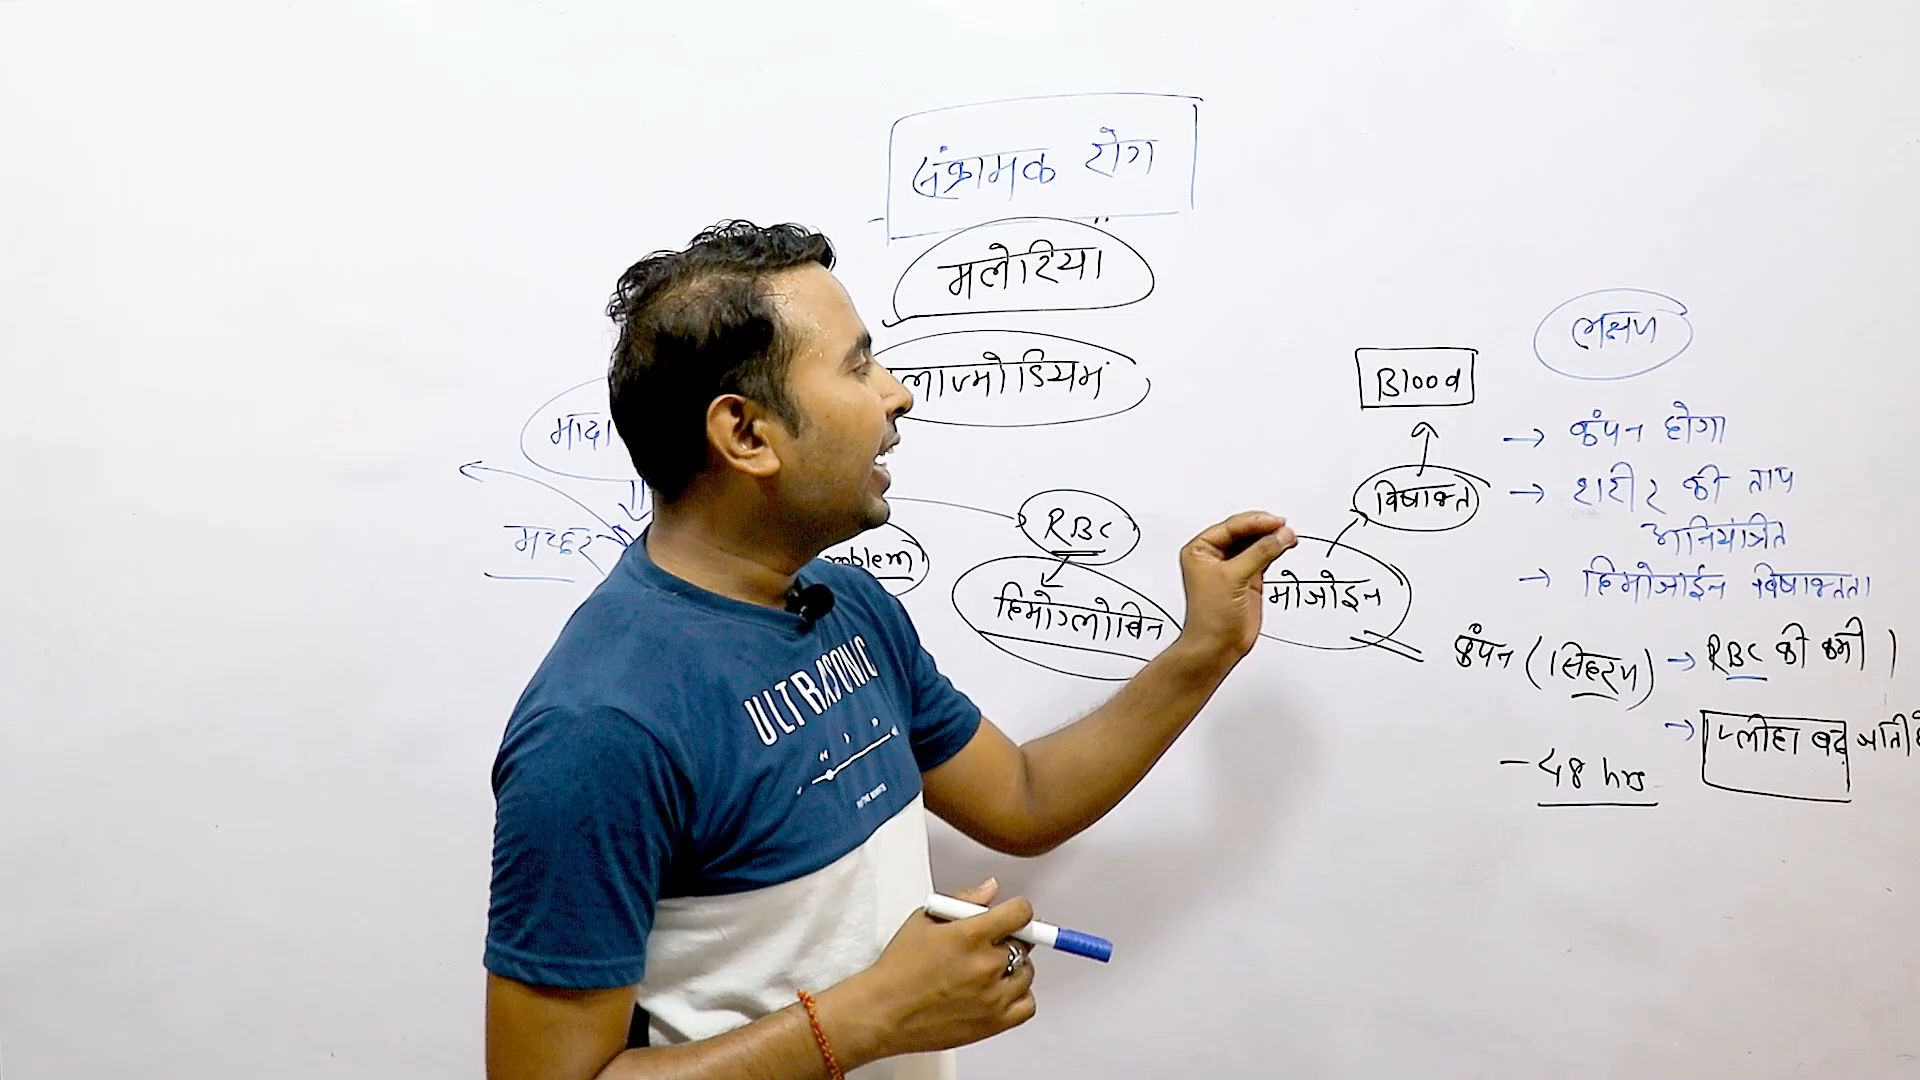 संक्रामक रोग
मलेरिया
लाज्मोडियम
मादा
मच्छर
oblem
RBC
हिमोग्लोबिन
मोजोइन
विषाक्त
Blood
लक्षण
→ कंपन होगा
→ शरीर की ताप
अनियंत्रित
→ हिमोजोईन विषाक्तता
कंपन (सिहरण) → RBC की कमी
→ प्लीहा बढ़ जाती है
- 48 hrs
ULTRASONIC